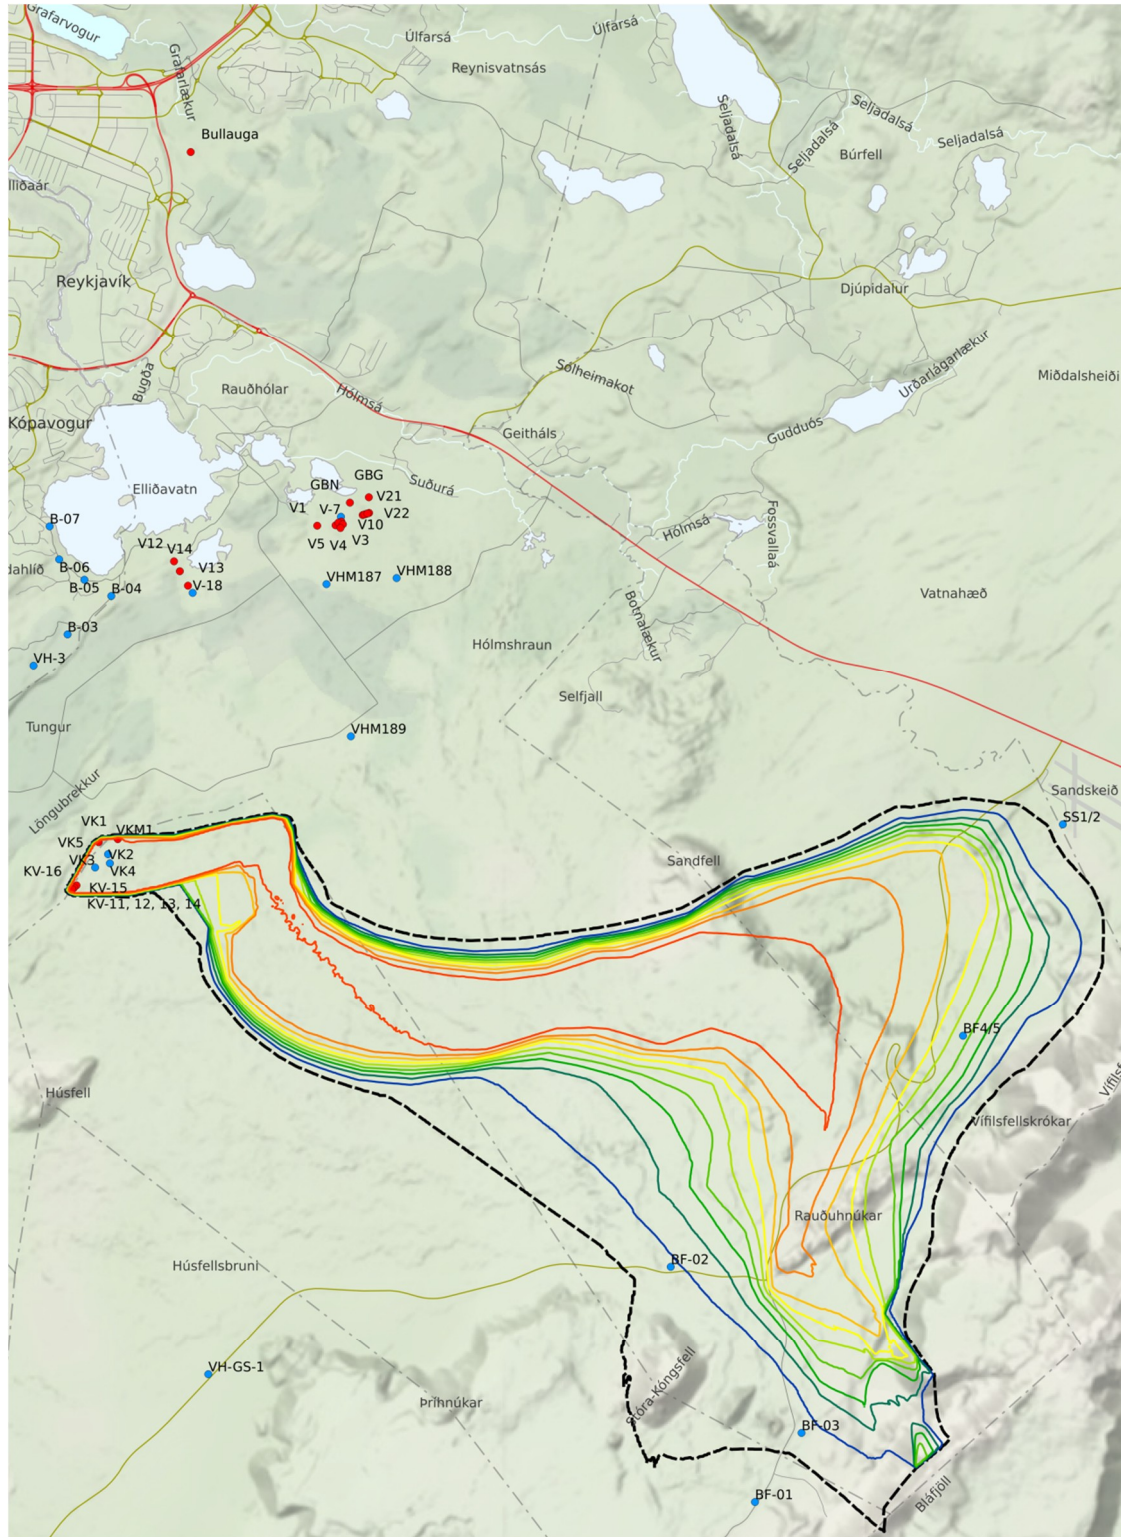 Grafarvogur
Grafarlækur
Úlfarsá
Úlfarsá
Reynisvatnsás
Bullauga
Seljadalsá
Seljadalsá
Seljadalsá
Seljadalsá
Búrfell
lliðaár
Reykjavík
Djúpidalur
Bugða
Rauðhólar
Hólmsá
Sólheimakot
Urðarlágarlækur
Miðdalsheiði
Kópavogur
Geitháls
Gudduós
Elliðavatn
GBN
GBG
Suðurá
V1
V-7
V21
V22
V10
V5
V4
V3
B-07
Hólmsá
Fossvallaá
V12
V14
V13
dahlíð
B-06
B-05
B-04
V-18
VHM187
VHM188
Botnalækur
Vatnahæð
B-03
VH-3
Hólmshraun
Selfjall
Tungur
VHM189
Löngubrekkur
Sandskeið
SS1/2
VK1
VKM1
VK5
VK2
VK3
VK4
KV-16
KV-15
KV-11, 12, 13, 14
Sandfell
BF4/5
Húsfell
Vífilsf
Vífilsfellskrókar
Rauðuhnúkar
Húsfellsbruni
BF-02
VH-GS-1
Stóra-Kóngsfell
Þríhnúkar
BF-03
BF-01
Bláfjöll